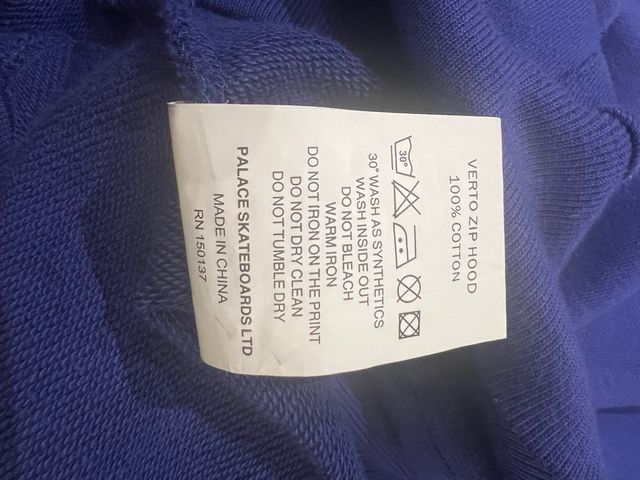 VERTO ZIP HOOD
100% COTTON
30°
30°WASH AS SYNTHETICS
WASH INSIDE OUT
DO NOT BLEACH
WARM IRON
DO NOT IRON ON THE PRINT
DO NOT DRY CLEAN
DO NOT TUMBLE DRY
PALACE SKATEBOARDS LTD
MADE IN CHINA
RN 150137